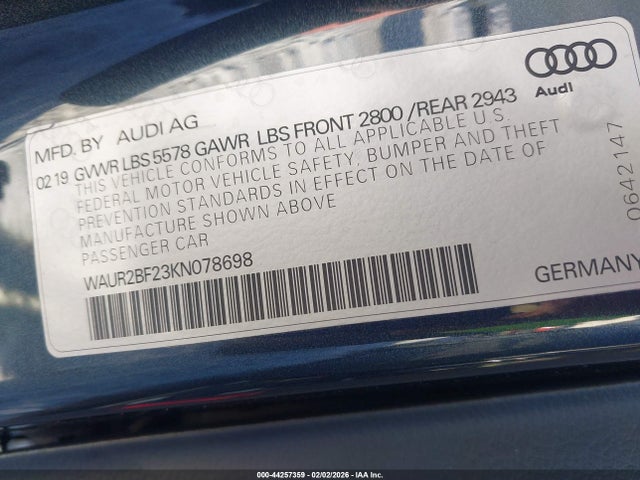 Audi
MFD. BY AUDI AG
02 19 GVWR LBS 5578 GAWR LBS FRONT 2800 /REAR 2943
THIS VEHICLE CONFORMS TO ALL APPLICABLE U.S.
FEDERAL MOTOR VEHICLE SAFETY, BUMPER AND THEFT
PREVENTION STANDARDS IN EFFECT ON THE DATE OF
MANUFACTURE SHOWN ABOVE
PASSENGER CAR
WAUR2BF23KN078698
GERMANY
0642147
000-44257359 - 02/02/2026 - IAA Inc.